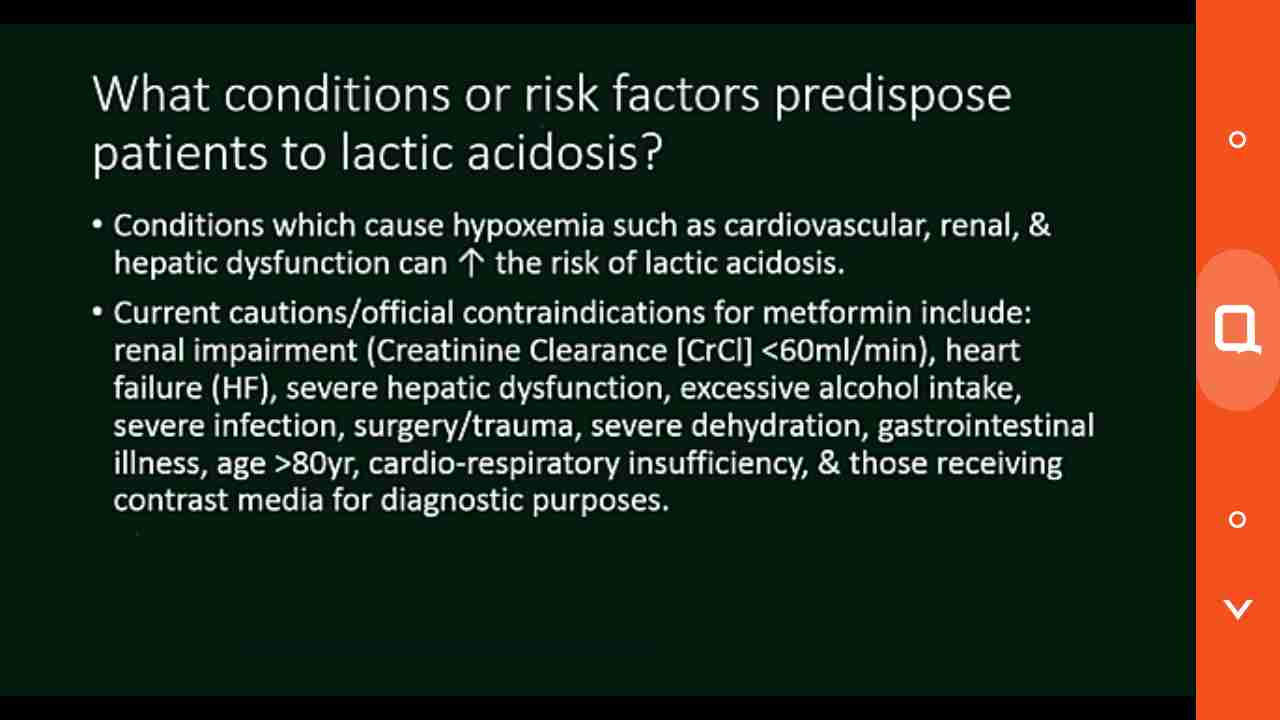 What conditions or risk factors predispose
patients to lactic acidosis?
• Conditions which cause hypoxemia such as cardiovascular, renal, &
hepatic dysfunction can ↑ the risk of lactic acidosis.
• Current cautions/official contraindications for metformin include:
renal impairment (Creatinine Clearance [CrCl] <60ml/min), heart
failure (HF), severe hepatic dysfunction, excessive alcohol intake,
severe infection, surgery/trauma, severe dehydration, gastrointestinal
illness, age >80yr, cardio-respiratory insufficiency, & those receiving
contrast media for diagnostic purposes.